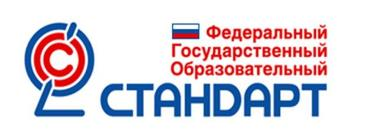 Федеральный
Государственный
Образовательный
СТАНДАРТ